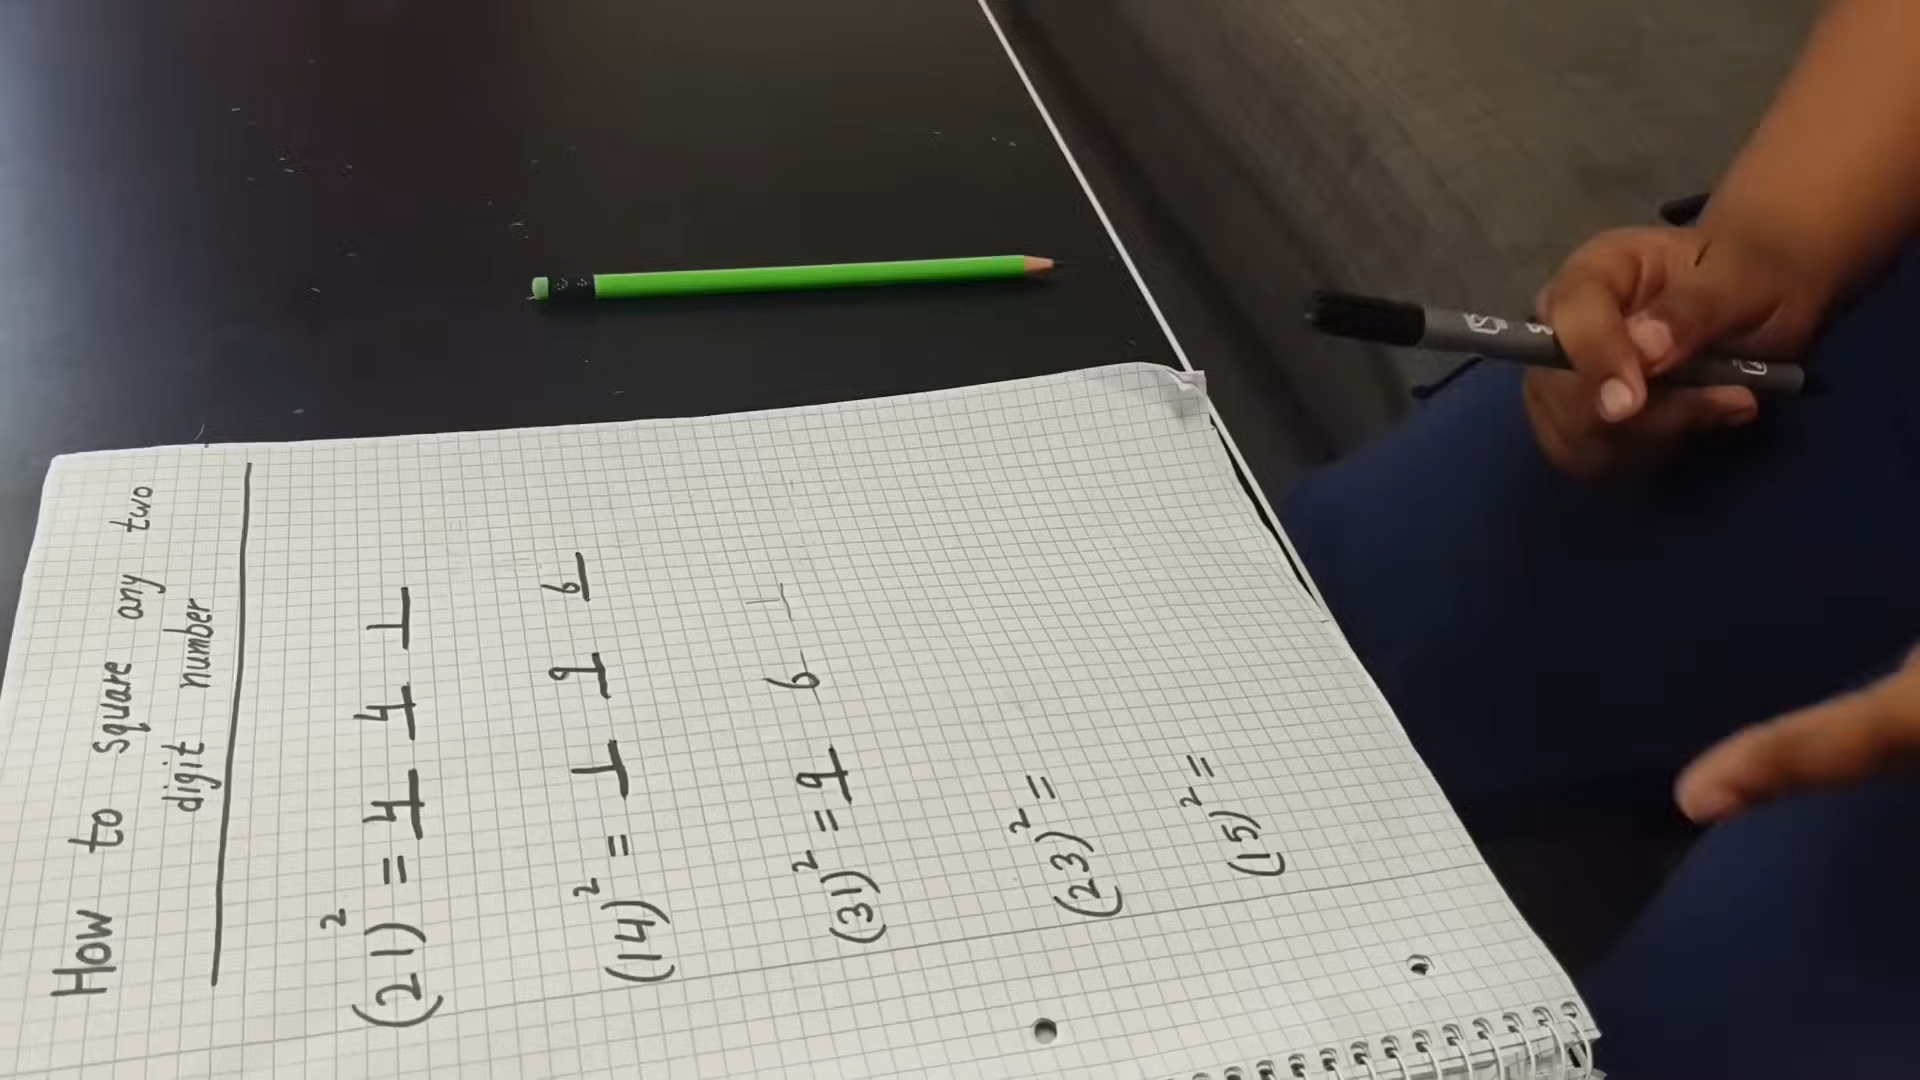 How to square any two
digit number
(21)² = 4 4 1
(14)² = 1 9 6
(31)² = 9 6 1
(23)² =
(15)² =